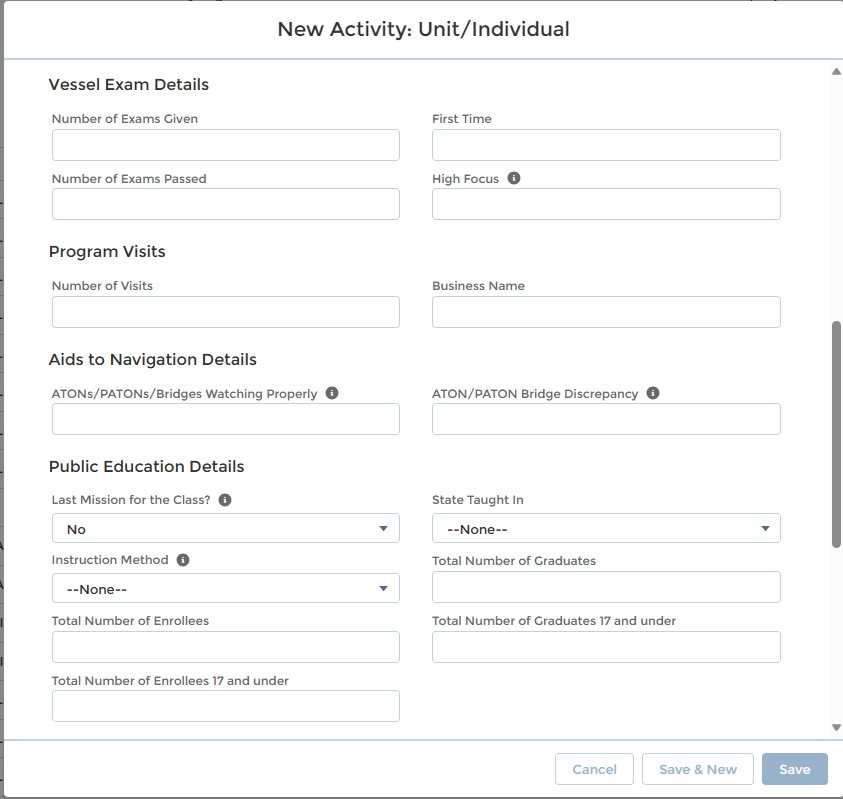 New Activity: Unit/Individual
Vessel Exam Details
Number of Exams Given
First Time
Number of Exams Passed
High Focus
Program Visits
Number of Visits
Business Name
Aids to Navigation Details
ATONs/PATONs/Bridges Watching Properly
ATON/PATON Bridge Discrepancy
Public Education Details
Last Mission for the Class?
State Taught In
No
--None--
Instruction Method
Total Number of Graduates
--None--
Total Number of Enrollees
Total Number of Graduates 17 and under
Total Number of Enrollees 17 and under
Cancel
Save & New
Save